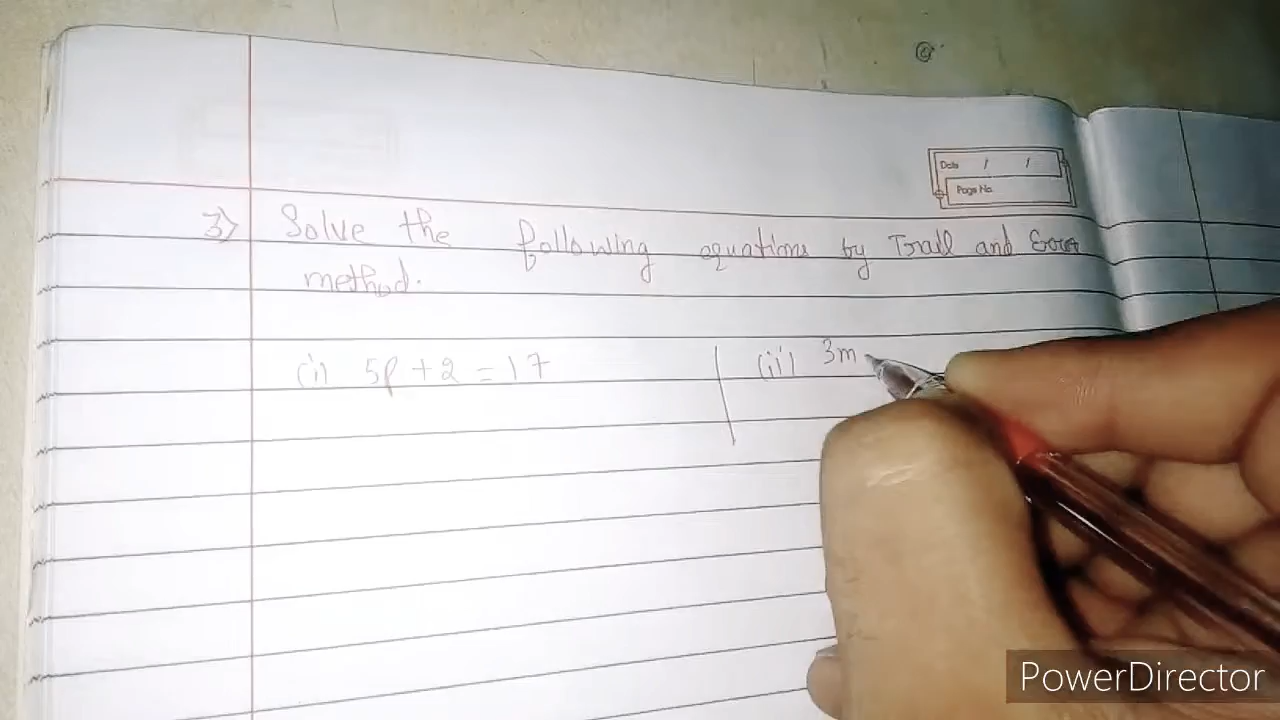 Date / /
Page No.
3) Solve the following equations by Trail and Error
method.
(i) 5p + 2 = 17
(ii) 3m
PowerDirector